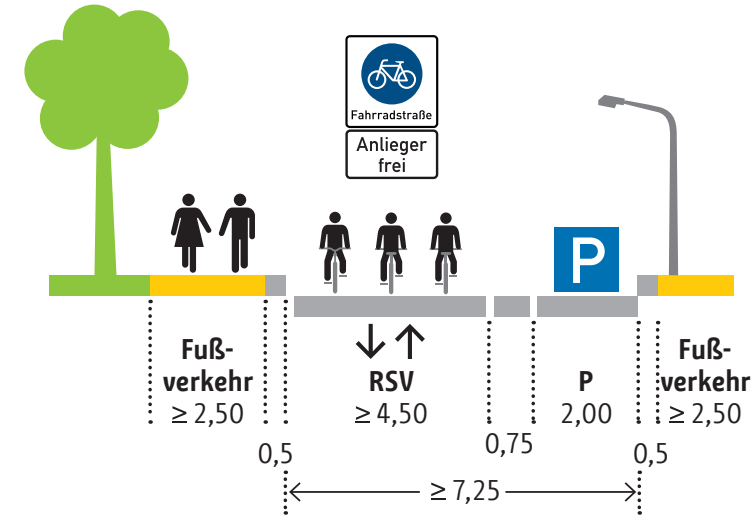 Fahrradstraße
Anlieger
frei
P
Fuß-
verkehr
≥ 2,50
RSV
≥ 4,50
P
2,00
Fuß-
verkehr
≥ 2,50
0,5
0,75
0,5
≥ 7,25